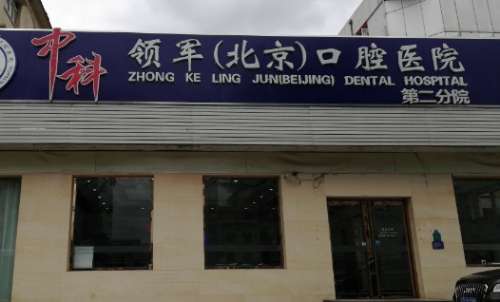 中科 领军(北京)口腔医院
ZHONG KE LING JUN(BEIJING) DENTAL HOSPITAL
第二分院